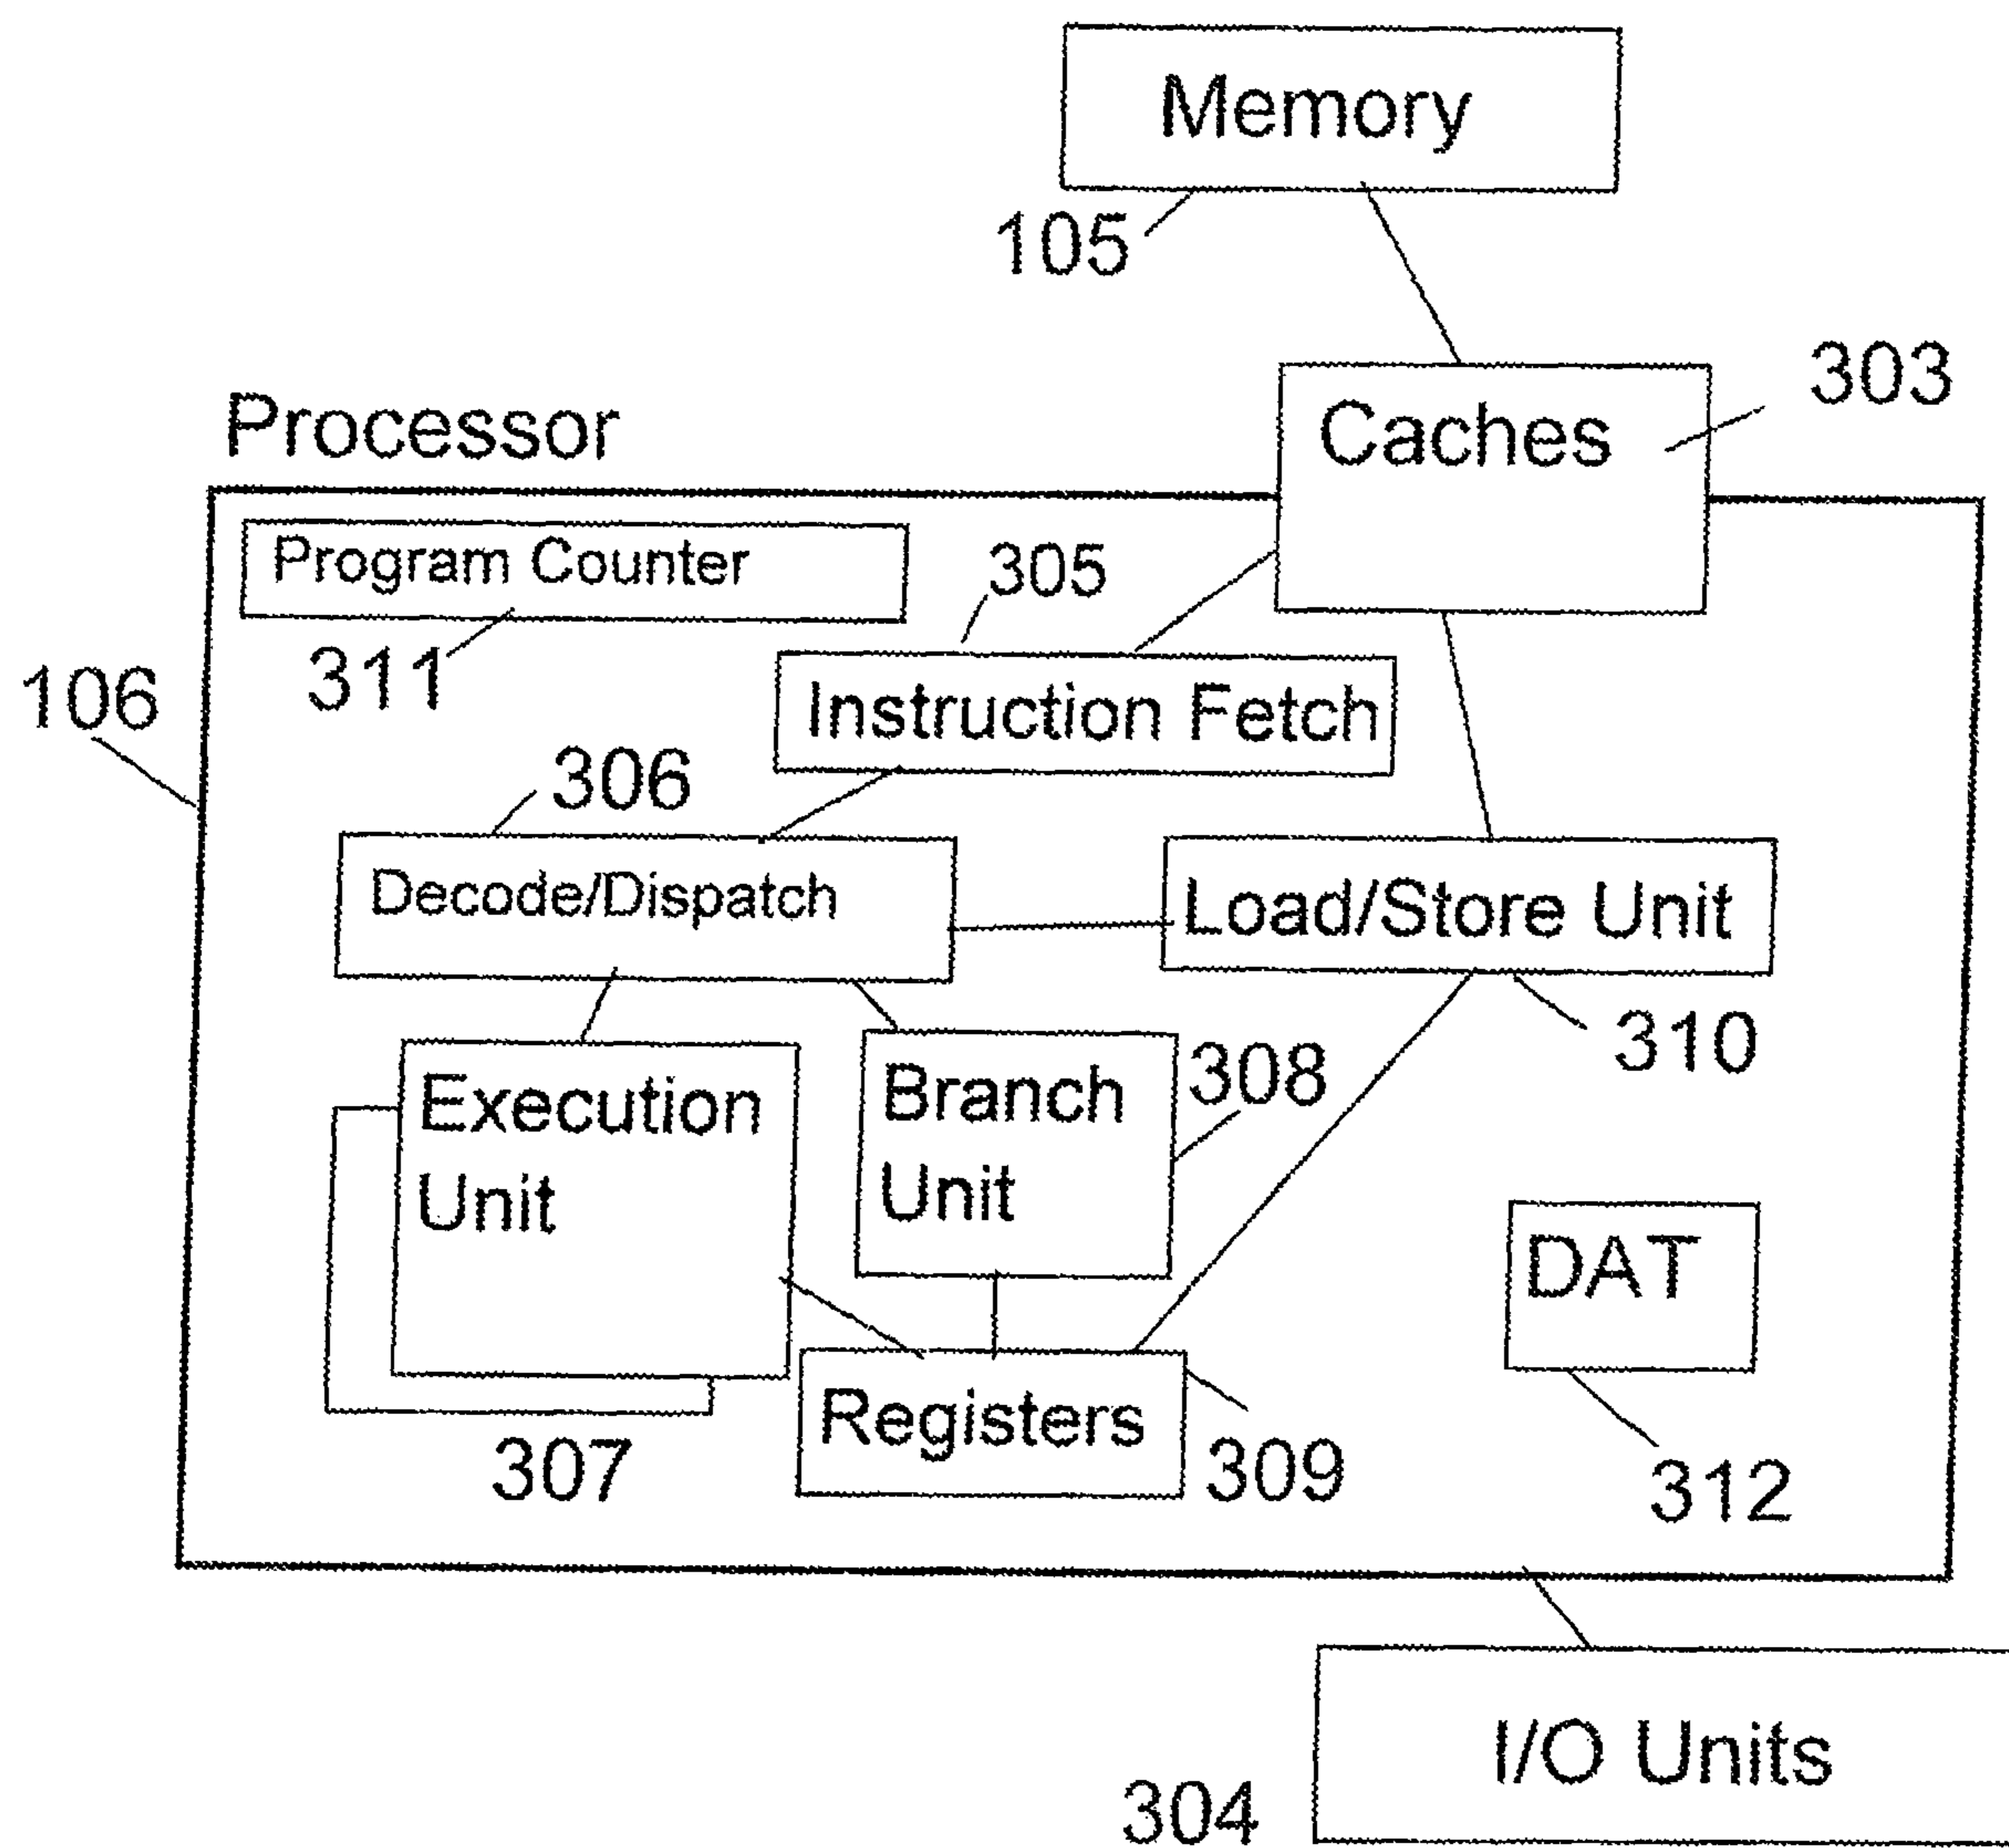 Memory
105
303
Caches
Processor
Program Counter
305
311
Instruction Fetch
106
306
Decode/Dispatch
Load/Store Unit
310
Execution
Unit
Branch
Unit
308
DAT
Registers
307
309
312
I/O Units
304